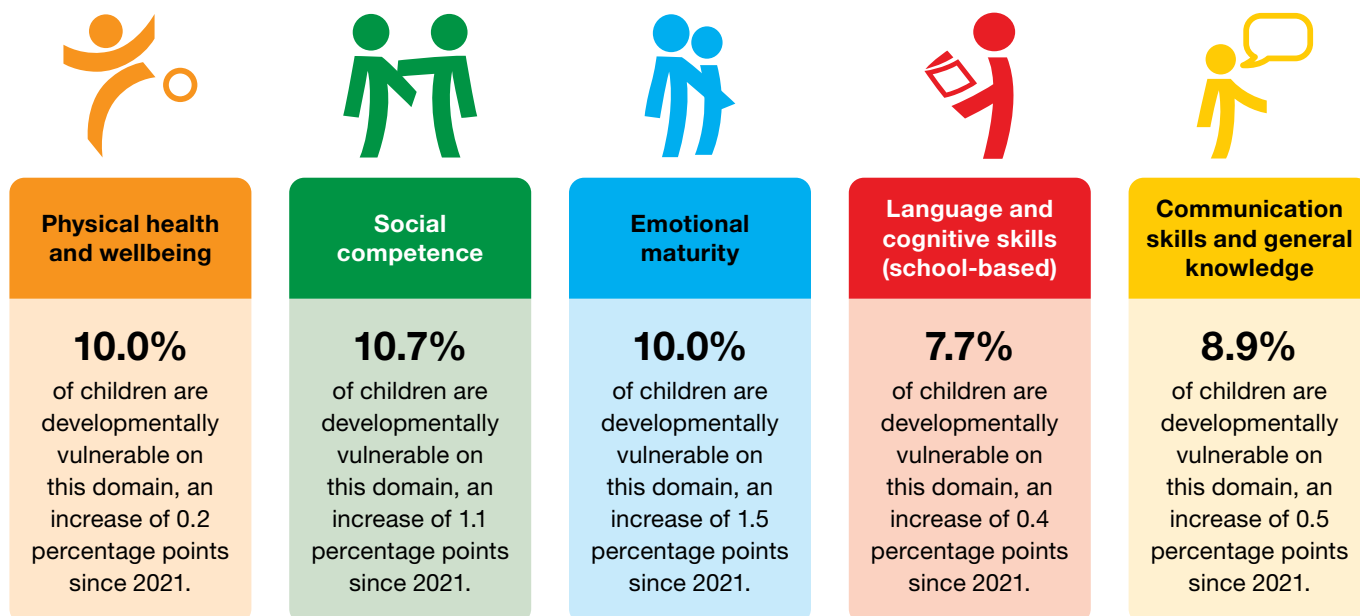 Physical health
and wellbeing
10.0%
of children are
developmentally
vulnerable on
this domain, an
increase of 0.2
percentage points
since 2021.
Social
competence
10.7%
of children are
developmentally
vulnerable on
this domain, an
increase of 1.1
percentage points
since 2021.
Emotional
maturity
10.0%
of children are
developmentally
vulnerable on
this domain, an
increase of 1.5
percentage points
since 2021.
Language and
cognitive skills
(school-based)
7.7%
of children are
developmentally
vulnerable on
this domain, an
increase of 0.4
percentage points
since 2021.
Communication
skills and general
knowledge
8.9%
of children are
developmentally
vulnerable on
this domain, an
increase of 0.5
percentage points
since 2021.